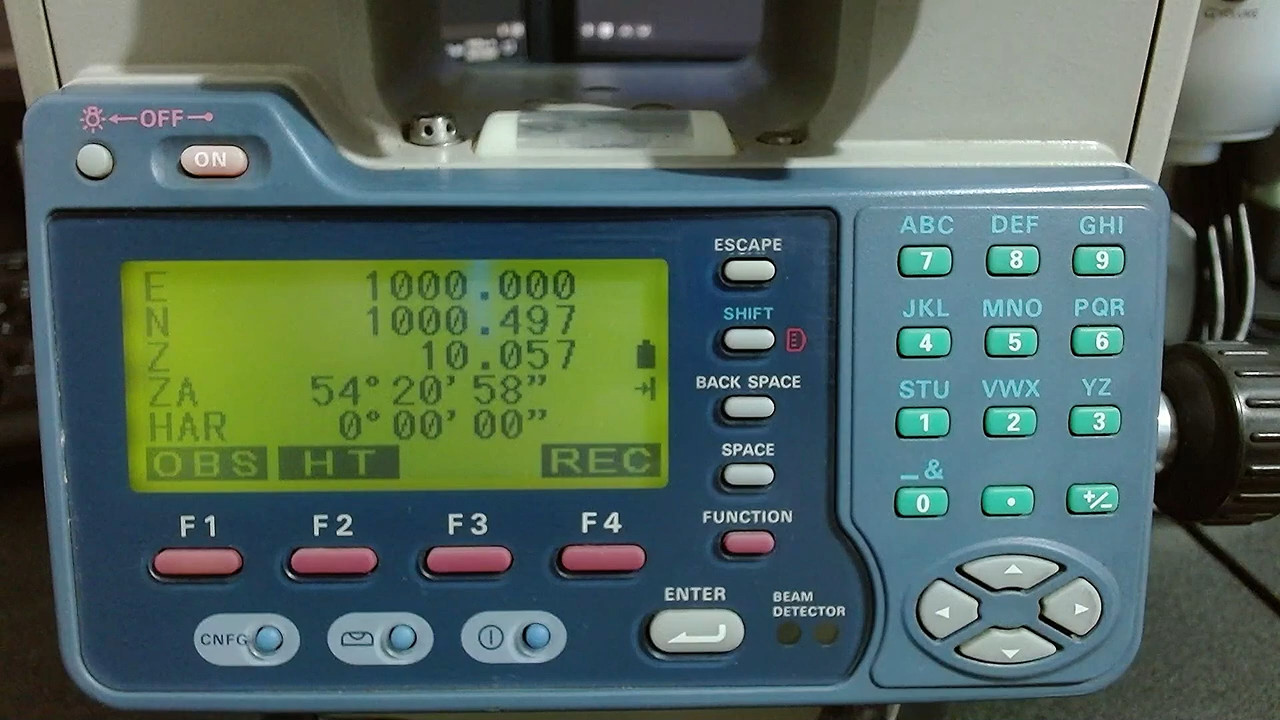 OFF
ON
E 1000.000
N 1000.497
Z 10.057
ZA 54°20'58"
HAR 0°00'00"
OBS HT REC
F1 F2 F3 F4
CNFG
ESCAPE
SHIFT
BACK SPACE
SPACE
FUNCTION
ENTER
BEAM
DETECTOR
ABC DEF GHI
7 8 9
JKL MNO PQR
4 5 6
STU VWX YZ
1 2 3
_&
0 . +/-